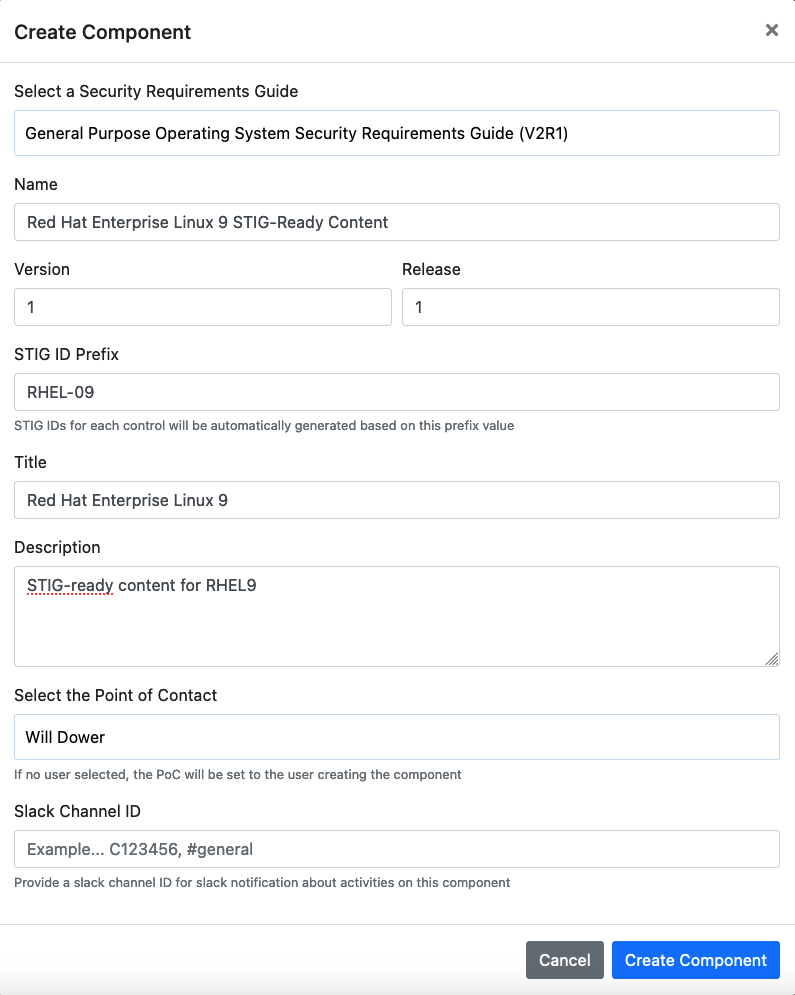 Create Component
×
Select a Security Requirements Guide
General Purpose Operating System Security Requirements Guide (V2R1)
Name
Red Hat Enterprise Linux 9 STIG-Ready Content
Version
Release
1
1
STIG ID Prefix
RHEL-09
STIG IDs for each control will be automatically generated based on this prefix value
Title
Red Hat Enterprise Linux 9
Description
STIG-ready content for RHEL9
Select the Point of Contact
Will Dower
If no user selected, the PoC will be set to the user creating the component
Slack Channel ID
Example... C123456, #general
Provide a slack channel ID for slack notification about activities on this component
Cancel
Create Component